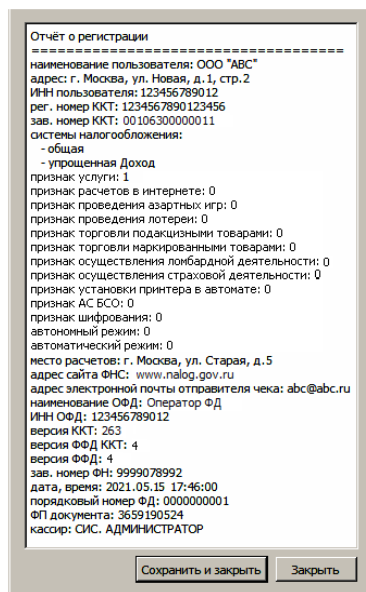 Отчёт о регистрации
=====================================
наименование пользователя: ООО "АВС"
адрес: г. Москва, ул. Новая, д.1, стр.2
ИНН пользователя: 123456789012
рег. номер ККТ: 1234567890123456
зав. номер ККТ: 00106300000011
системы налогообложения:
- общая
- упрощенная Доход
признак услуги: 1
признак расчетов в интернете: 0
признак проведения азартных игр: 0
признак проведения лотереи: 0
признак торговли подакцизными товарами: 0
признак торговли маркированными товарами: 0
признак осуществления ломбардной деятельности: 0
признак осуществления страховой деятельности: 0
признак установки принтера в автомате: 0
признак АС БСО: 0
признак шифрования: 0
автономный режим: 0
автоматический режим: 0
место расчетов: г. Москва, ул. Старая, д.5
адрес сайта ФНС: www.nalog.gov.ru
адрес электронной почты отправителя чека: abc@abc.ru
наименование ОФД: Оператор ФД
ИНН ОФД: 123456789012
версия ККТ: 263
версия ФФД ККТ: 4
версия ФФД: 4
зав. номер ФН: 9999078992
дата, время: 2021.05.15 17:46:00
порядковый номер ФД: 0000000001
ФП документа: 3659190524
кассир: СИС. АДМИНИСТРАТОР
Сохранить и закрыть Закрыть